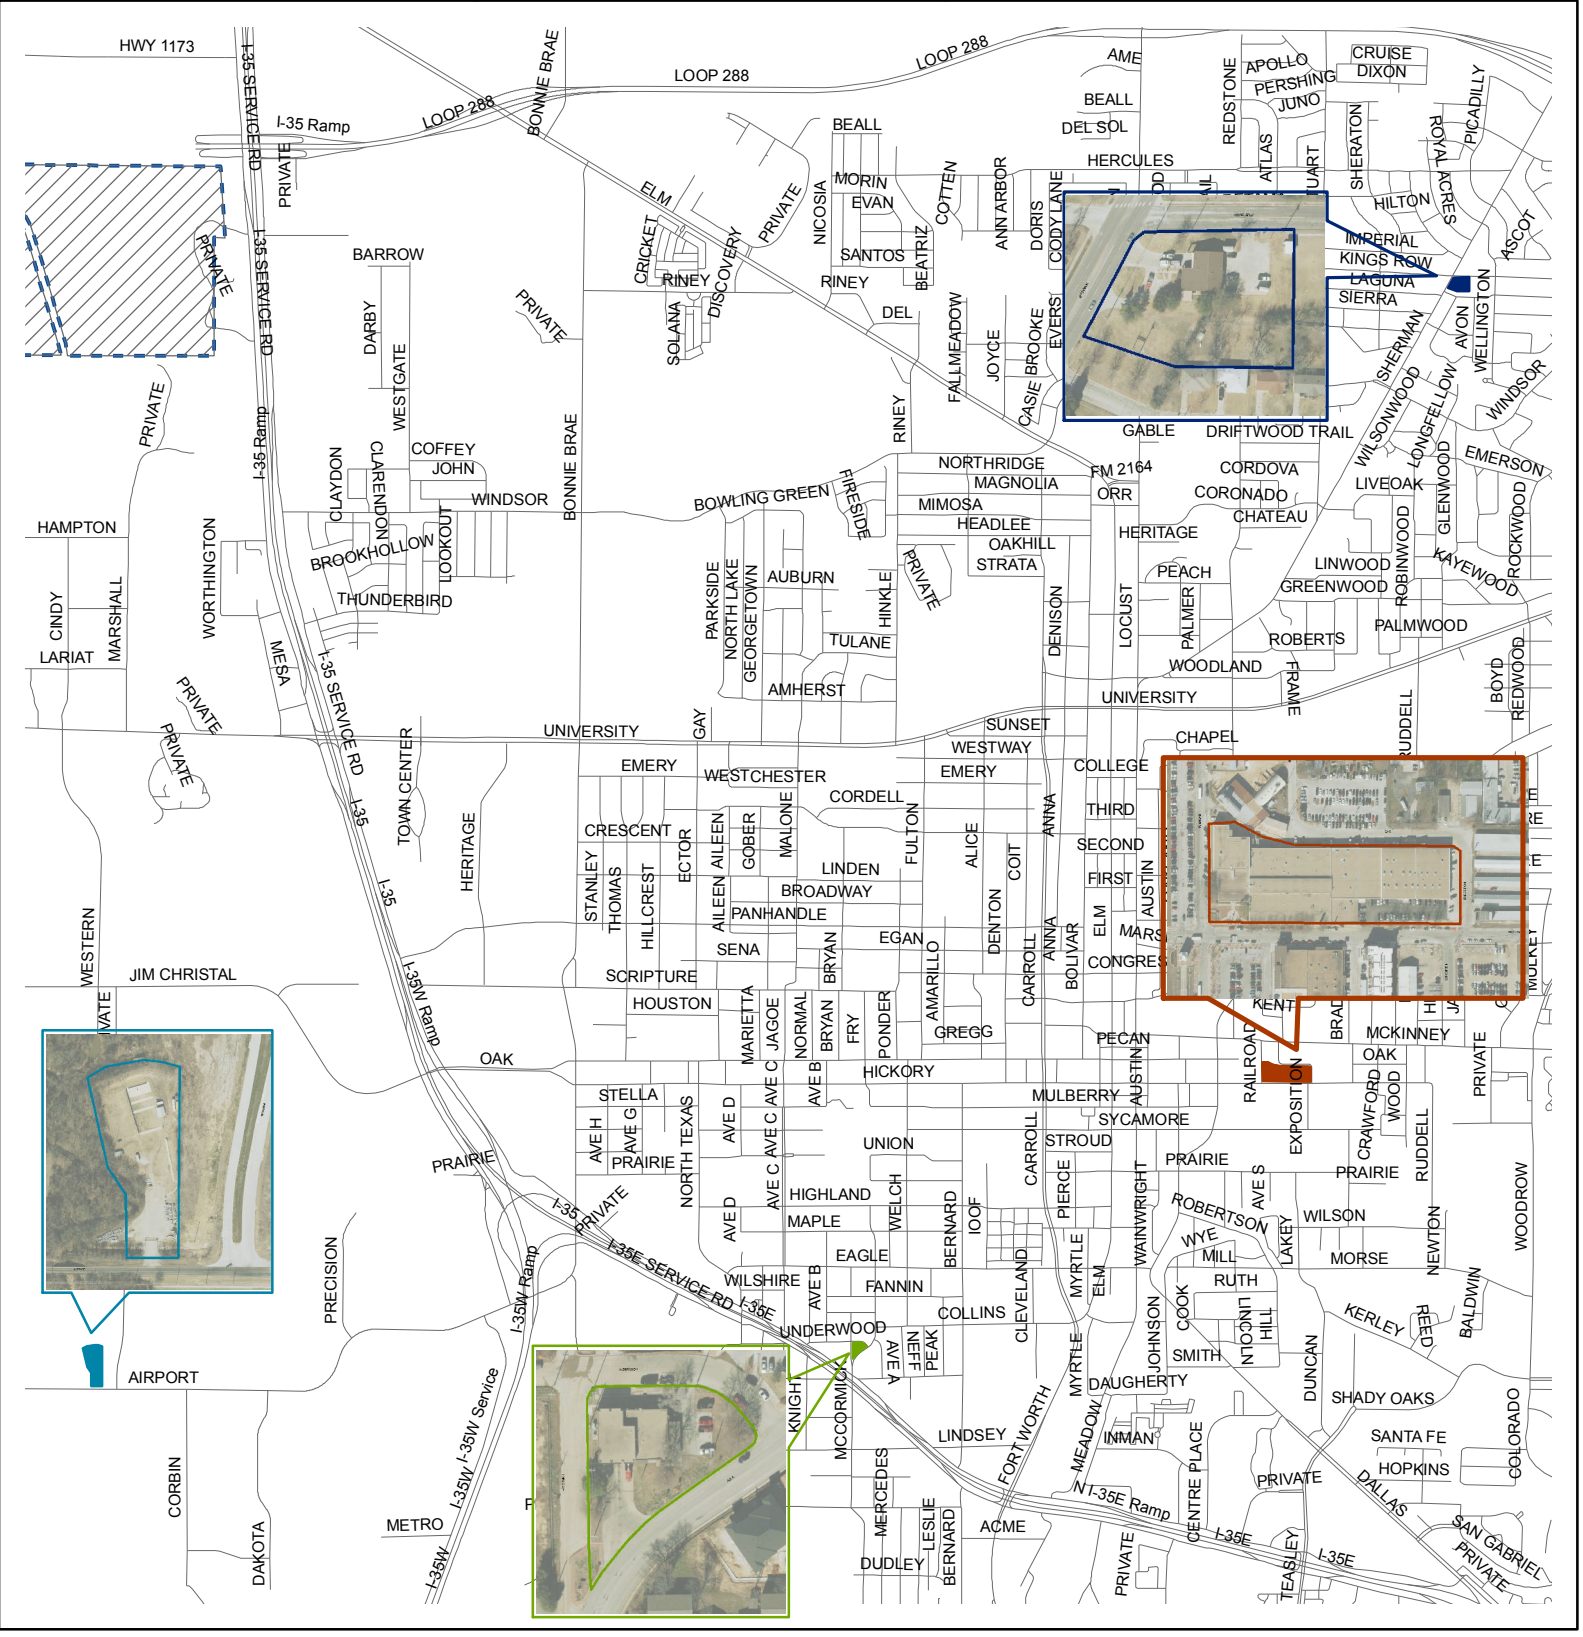 HWY 1173
I-35 SERVICE RD
BONNIE BRAE
LOOP 288
LOOP 288
LOOP 288
I-35 Ramp
PRIVATE
AME
REDSTONE
APOLLO
PERSHING
JUNO
CRUISE
DIXON
PICADILLY
BEALL
DEL SOL
BEALL
HERCULES
ATLAS
SHERATON
ROYAL ACRES
HILTON
ASCOT
ELM
CRICKET
RINEY
DISCOVERY
PRIVATE
NICOSIA
MORIN
EVAN
COTTEN
ANN ARBOR
DORIS
CODY LANE
SANTOS
BEATRIZ
RINEY
DEL
SOLANA
PRIVATE
I-35 SERVICE RD
BARROW
DARBY
WESTGATE
PRIVATE
IMPERIAL
KINGS ROW
LAGUNA
SIERRA
AVON
WELLINGTON
SHERMAN
EVERS
FALLMEADOW
JOYCE
CASIE BROOKE
WINDSOR
WILSONWOOD
LONGFELLOW
PRIVATE
I-35 Ramp
BONNIE BRAE
RINEY
GABLE
DRIFTWOOD TRAIL
COFFEY
JOHN
WINDSOR
CLAYDON
CLARENDON
LOOKOUT
BROOKHOLLOW
THUNDERBIRD
NORTHRIDGE
MAGNOLIA
MIMOSA
HEADLEE
OAKHILL
STRATA
FM 2164
ORR
CORDOVA
CORONADO
CHATEAU
HERITAGE
LIVEOAK
GLENWOOD
EMERSON
ROCKWOOD
BOWLING GREEN
FIRESIDE
HAMPTON
WORTHINGTON
CINDY
MARSHALL
LARIAT
MESA
PARKSIDE
NORTH LAKE
GEORGETOWN
AUBURN
HINKLE
PRIVATE
TULANE
AMHERST
DENISON
LOCUST
PEACH
PALMER
LINWOOD
GREENWOOD
ROBINWOOD
KAYEWOOD
PALMWOOD
ROBERTS
WOODLAND
FRAME
BOYD
REDWOOD
RUDDELL
PRIVATE
PRIVATE
I-35 SERVICE RD
I-35
I-35
UNIVERSITY
UNIVERSITY
GAY
SUNSET
WESTWAY
CHAPEL
TOWN CENTER
HERITAGE
EMERY
WESTCHESTER
EMERY
CORDELL
COLLEGE
THIRD
SECOND
FIRST
AUSTIN
CRESCENT
STANLEY
THOMAS
HILLCREST
ECTOR
AILEEN
AILEEN
GOBER
MALONE
LINDEN
BROADWAY
PANHANDLE
FULTON
ALICE
COIT
ANNA
ANNA
EGAN
SENA
BRYAN
DENTON
AMARILLO
CARROLL
BOLIVAR
ELM
CONGRES
WESTERN
JIM CHRISTAL
I-35W Ramp
SCRIPTURE
HOUSTON
MARIETTA
JAGOE
NORMAL
BRYAN
FRY
PONDER
GREGG
PECAN
KENT
MCKINNEY
OAK
OAK
PRIVATE
HICKORY
RAILROAD
EXPOSITION
CRAWFORD
WOOD
RUDDELL
STELLA
AVE H
AVE G
PRAIRIE
NORTH TEXAS
AVE D
AVE C
AVE C
AVE C
AVE B
MULBERRY
AUSTIN
SYCAMORE
UNION
STROUD
CARROLL
PRAIRIE
AVE S
PRAIRIE
PRAIRIE
PRIVATE
I-35
HIGHLAND
MAPLE
AVE D
WELCH
BERNARD
IOOF
PIERCE
WAINWRIGHT
ROBERTSON
WYE
MILL
LAKEY
WILSON
MORSE
NEWTON
WOODROW
PRECISION
I-35W Ramp
I-35E SERVICE RD
I-35E
WILSHIRE
AVE B
EAGLE
FANNIN
COLLINS
CLEVELAND
MYRTLE
ELM
RUTH
COOK
LINCOLN
HILL
KERLEY
REED
BALDWIN
UNDERWOOD
AVE A
NEFF
PEAK
MYRTLE
JOHNSON
SMITH
DUNCAN
DAUGHERTY
SHADY OAKS
AIRPORT
KNIGHT
MCCORMICK
LINDSEY
FORT WORTH
MEADOW
INMAN
CENTRE PLACE
PRIVATE
SANTA FE
HOPKINS
COLORADO
DALLAS
CORBIN
DAKOTA
METRO
I-35W Service
I-35W
I-35W
MERCEDES
LESLIE
BERNARD
DUDLEY
ACME
N I-35E Ramp
PRIVATE
I-35E
TEASLEY
I-35E
SAN GABRIEL
PRIVATE